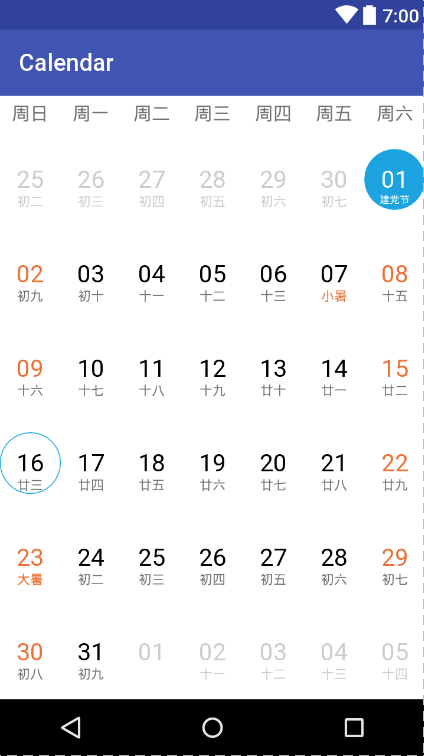 7:00
Calendar
周日 周一 周二 周三 周四 周五 周六
25 26 27 28 29 30 01
初二 初三 初四 初五 初六 初七 建党节
02 03 04 05 06 07 08
初九 初十 十一 十二 十三 小暑 十五
09 10 11 12 13 14 15
十六 十七 十八 十九 廿十 廿一 廿二
16 17 18 19 20 21 22
廿三 廿四 廿五 廿六 廿七 廿八 廿九
23 24 25 26 27 28 29
大暑 初二 初三 初四 初五 初六 初七
30 31 01 02 03 04 05
初八 初九 十一 十二 十三 十四